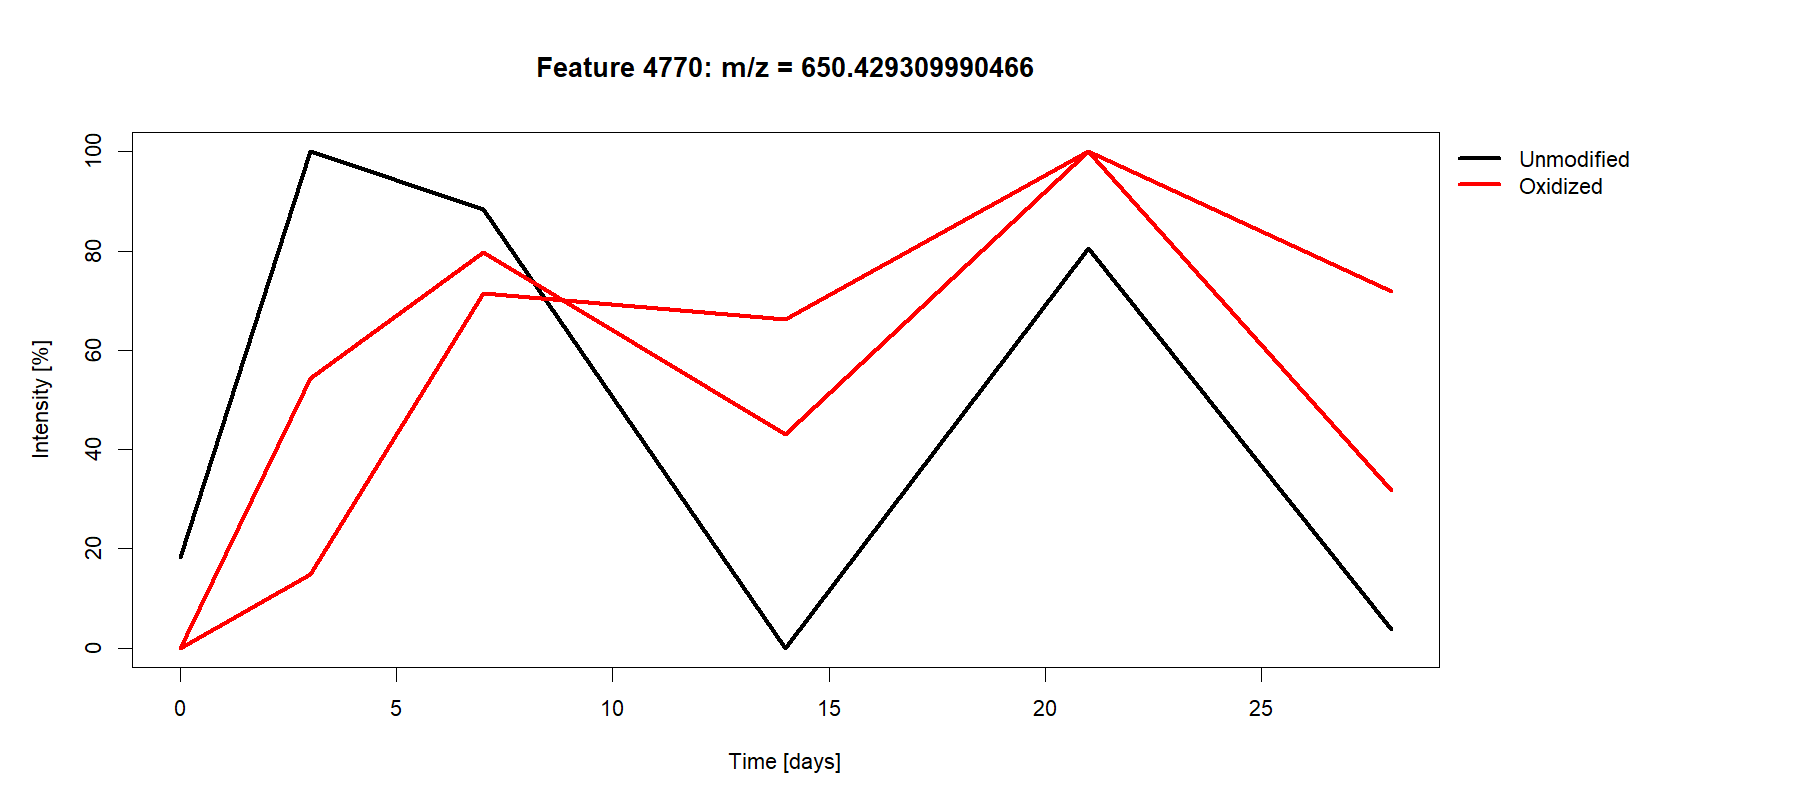 Feature 4770: m/z = 650.429309990466
Unmodified
Oxidized
Intensity [%]
100
80
60
40
20
0
0 5 10 15 20 25
Time [days]